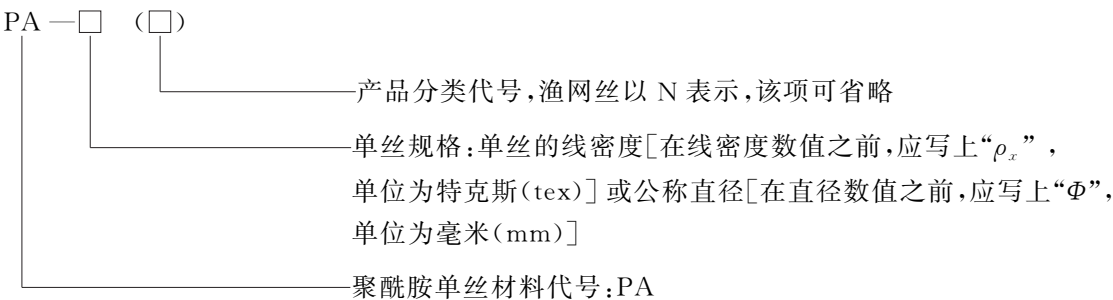 PA—□ (□)
产品分类代号,渔网丝以 N 表示,该项可省略
单丝规格:单丝的线密度[在线密度数值之前,应写上“ρₓ”,
单位为特克斯(tex)]或公称直径[在直径数值之前,应写上“Φ”,
单位为毫米(mm)]
聚酰胺单丝材料代号:PA